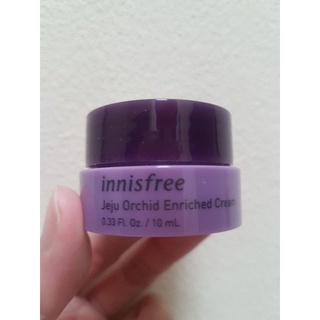 innisfree
Jeju Orchid Enriched Cream
0.33 Fl. Oz. / 10 mL